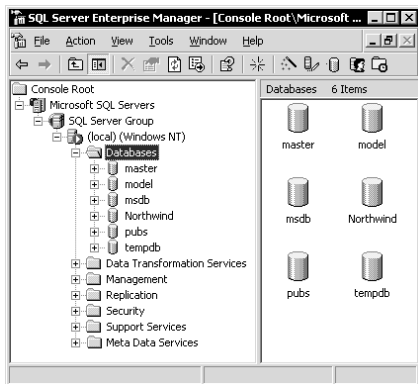 SQL Server Enterprise Manager - [Console Root\Microsoft ...
File Action View Tools Window Help
Console Root
Microsoft SQL Servers
SQL Server Group
(local) (Windows NT)
Databases
master
model
msdb
Northwind
pubs
tempdb
Data Transformation Services
Management
Replication
Security
Support Services
Meta Data Services
Databases 6 Items
master model
msdb Northwind
pubs tempdb